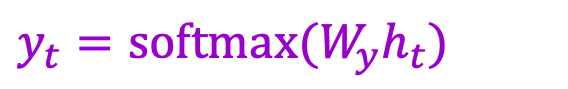 y_t = softmax(W_y h_t)